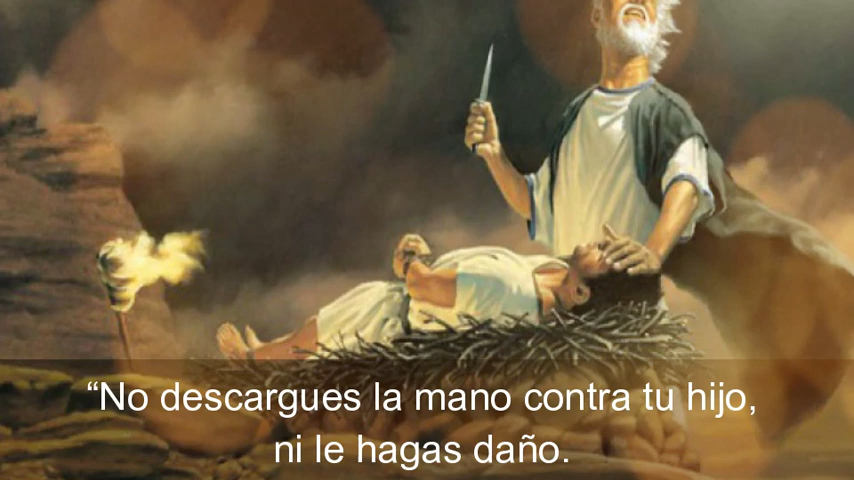 “No descargues la mano contra tu hijo,
ni le hagas daño.